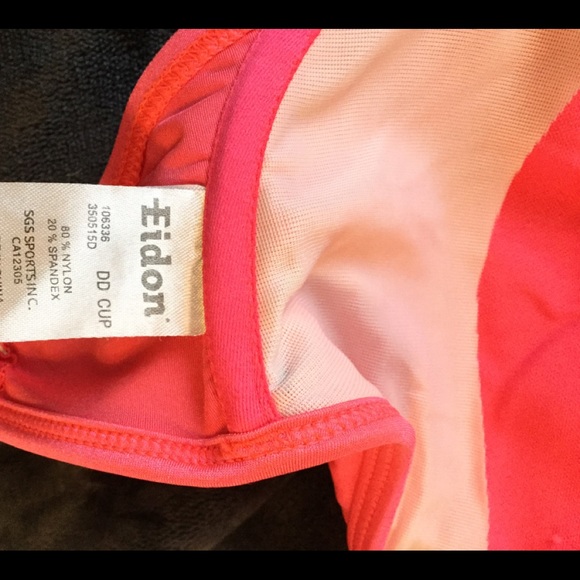 Eidon
106336
350515D DD CUP
80 % NYLON
20 % SPANDEX
SGS SPORTS INC.
CA12305